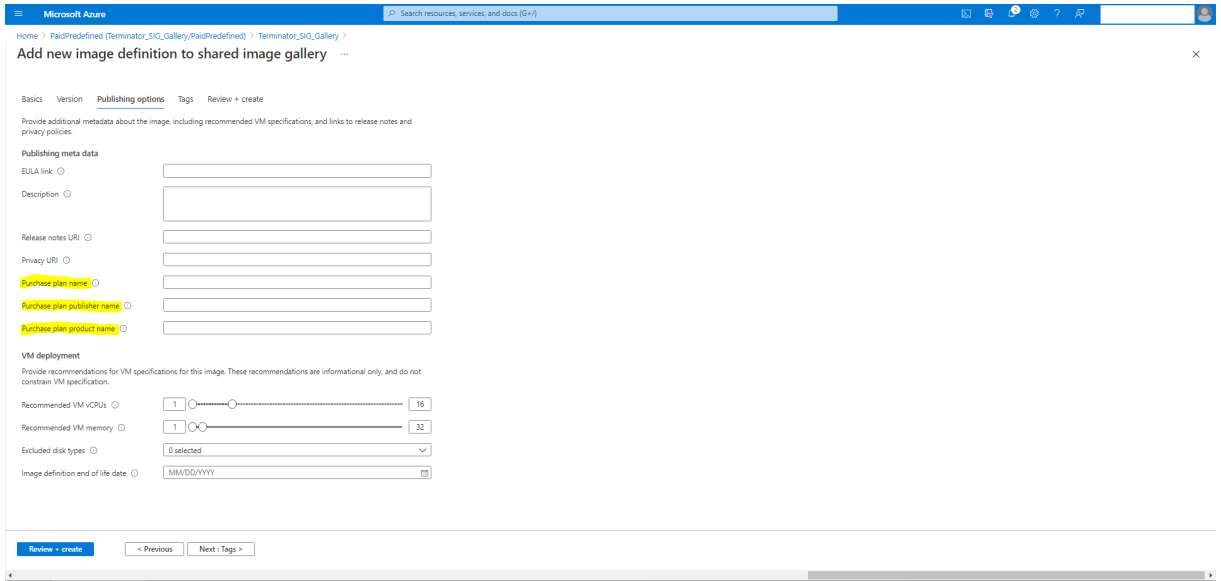 Microsoft Azure
Search resources, services, and docs (G+/)
2
Home > PaidPredefined (Terminator_SIG_Gallery/PaidPredefined) > Terminator_SIG_Gallery >
Add new image definition to shared image gallery ...
Basics Version Publishing options Tags Review + create
Provide additional metadata about the image, including recommended VM specifications, and links to release notes and
privacy policies.
Publishing meta data
EULA link
Description
Release notes URI
Privacy URI
Purchase plan name
Purchase plan publisher name
Purchase plan product name
VM deployment
Provide recommendations for VM specifications for this image. These recommendations are informational only, and do not
constrain VM specification.
Recommended VM vCPUs 1 16
Recommended VM memory 1 32
Excluded disk types 0 selected
Image definition end of life date MM/DD/YYYY
Review + create < Previous Next : Tags >